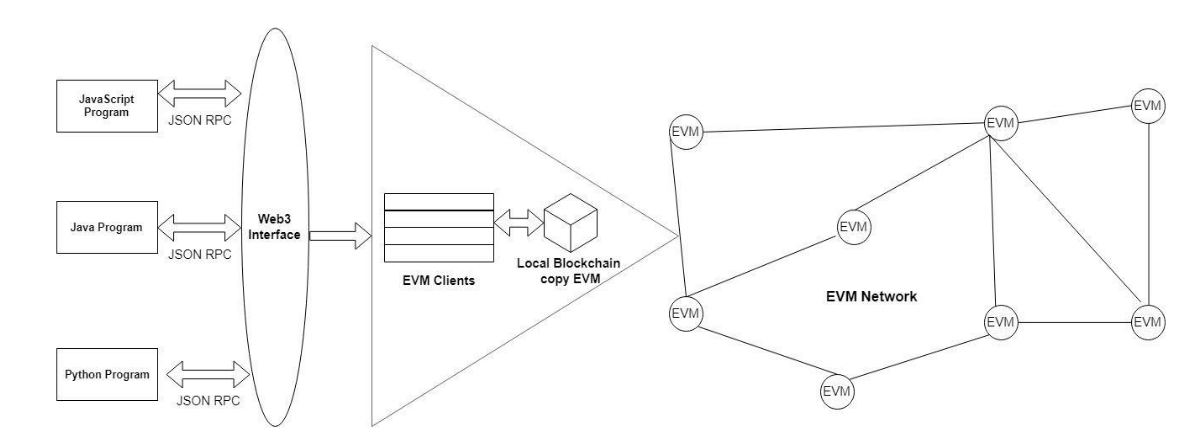 JavaScript
Program
JSON RPC
Java Program
JSON RPC
Python Program
JSON RPC
Web3
Interface
EVM Clients
Local Blockchain
copy EVM
EVM
EVM
EVM
EVM
EVM Network
EVM
EVM
EVM
EVM